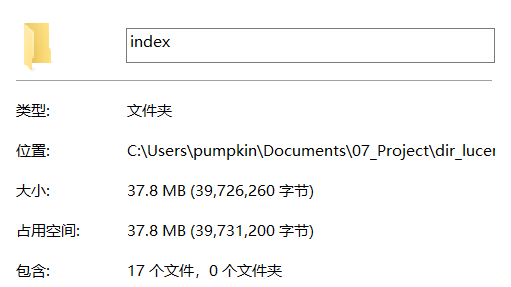 index
类型: 文件夹
位置: C:\Users\pumpkin\Documents\07_Project\dir_lucen
大小: 37.8 MB (39,726,260 字节)
占用空间: 37.8 MB (39,731,200 字节)
包含: 17 个文件，0 个文件夹